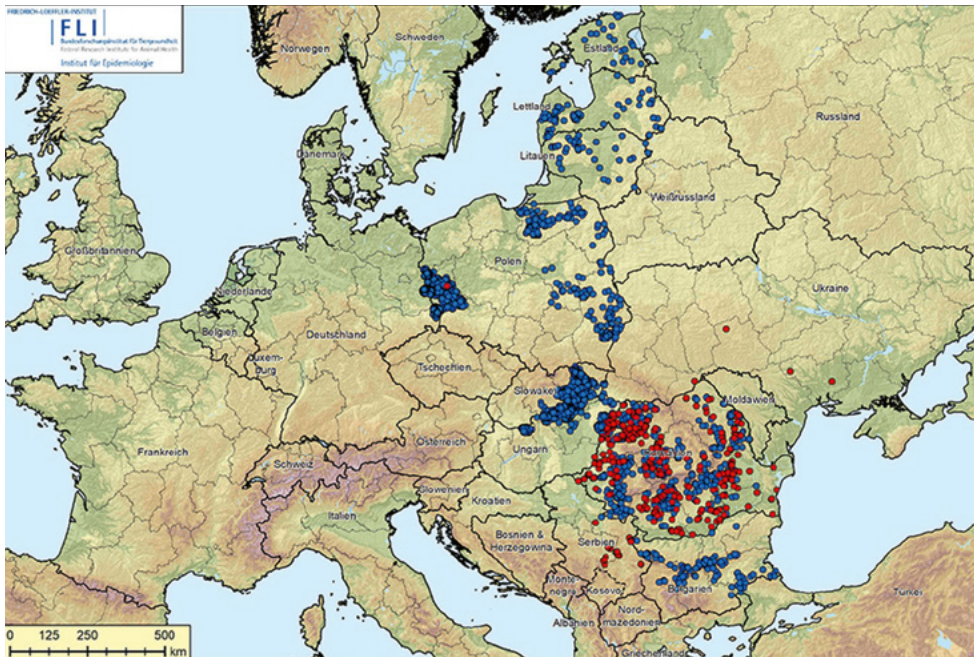 FRIEDRICH-LOEFFLER-INSTITUT
FLI
Bundesforschungsinstitut für Tiergesundheit
Federal Research Institute for Animal Health
Institut für Epidemiologie
Norwegen
Schweden
Estland
Lettland
Russland
Dänemark
Litauen
Weißrussland
Großbritannien
Polen
Niederlande
Ukraine
Belgien
Deutschland
Luxem-
burg
Tschechien
Slowakei
Moldawien
Frankreich
Österreich
Ungarn
Schweiz
Slowenien
Kroatien
Italien
Bosnien &
Herzegowina
Serbien
Monte-
negro
Kosovo
Bulgarien
Türkei
Nord-
mazedonien
Albanien
Griechenland
0 125 250 500
km